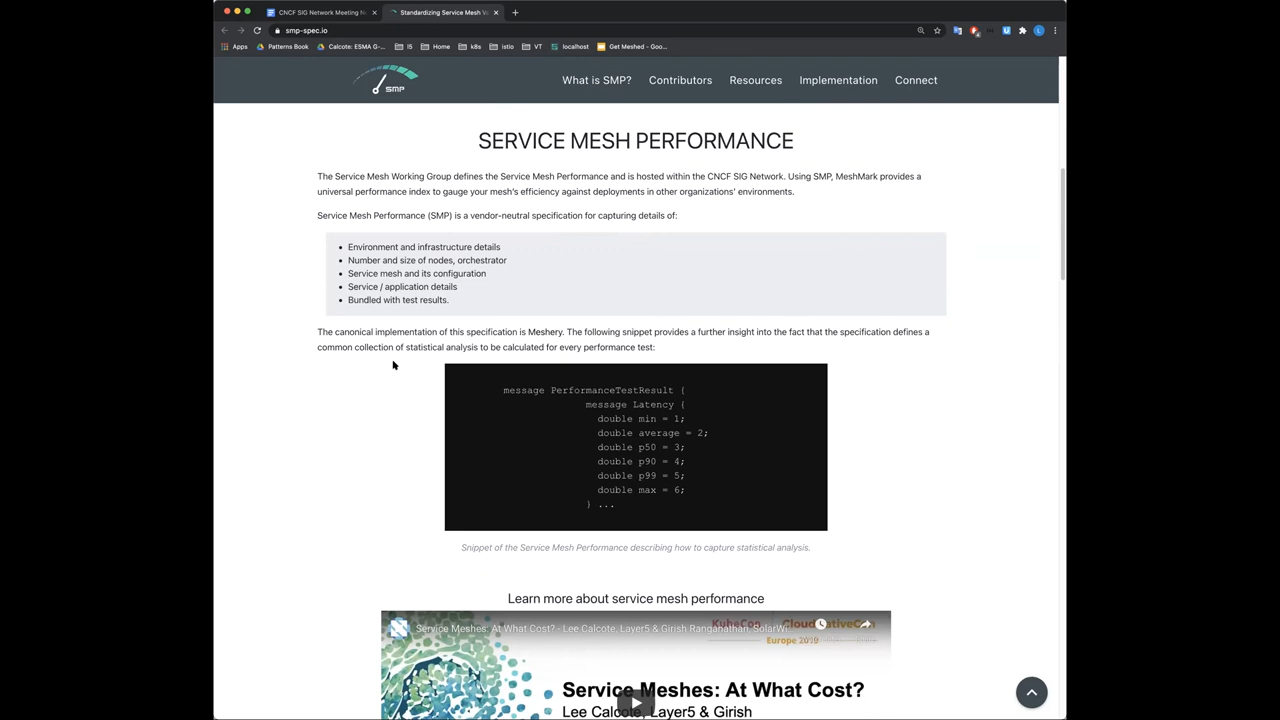 CNCF SIG Network Meeting N
Standardizing Service Mesh V
smp-spec.io
Apps
Patterns Book
Calcote: ESMA G-...
l5
Home
k8s
istio
VT
localhost
Get Meshed - Goo...
SMP
What is SMP?
Contributors
Resources
Implementation
Connect
SERVICE MESH PERFORMANCE
The Service Mesh Working Group defines the Service Mesh Performance and is hosted within the CNCF SIG Network. Using SMP, MeshMark provides a
universal performance index to gauge your mesh's efficiency against deployments in other organizations' environments.
Service Mesh Performance (SMP) is a vendor-neutral specification for capturing details of:
Environment and infrastructure details
Number and size of nodes, orchestrator
Service mesh and its configuration
Service / application details
Bundled with test results.
The canonical implementation of this specification is Meshery. The following snippet provides a further insight into the fact that the specification defines a
common collection of statistical analysis to be calculated for every performance test:
message PerformanceTestResult {
message Latency {
double min = 1;
double average = 2;
double p50 = 3;
double p90 = 4;
double p99 = 5;
double max = 6;
} ...
Snippet of the Service Mesh Performance describing how to capture statistical analysis.
Learn more about service mesh performance
Service Meshes: At What Cost? - Lee Calcote, Layer5 & Girish Ranganathan, SolarWi...
KubeCon
CloudNativeCon
Europe 2019
Service Meshes: At What Cost?
Lee Calcote, Layer5 & Girish